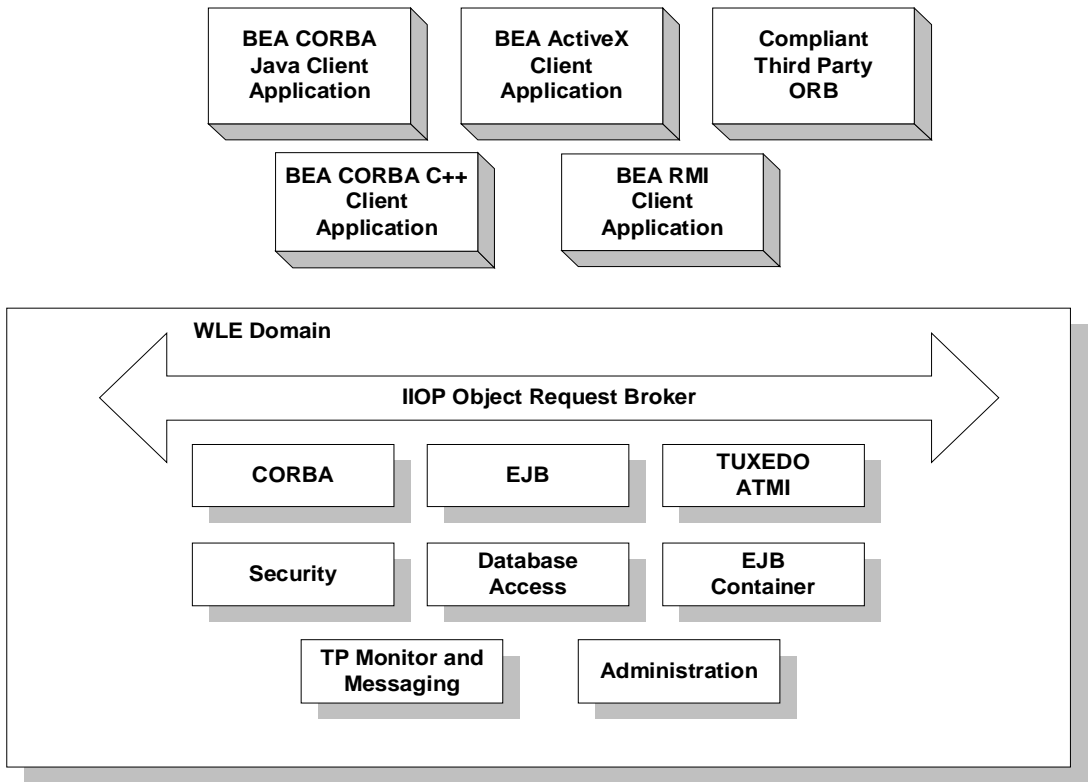 BEA CORBA
Java Client
Application
BEA ActiveX
Client
Application
Compliant
Third Party
ORB
BEA CORBA C++
Client
Application
BEA RMI
Client
Application
WLE Domain
IIOP Object Request Broker
CORBA
EJB
TUXEDO
ATMI
Security
Database
Access
EJB
Container
TP Monitor and
Messaging
Administration